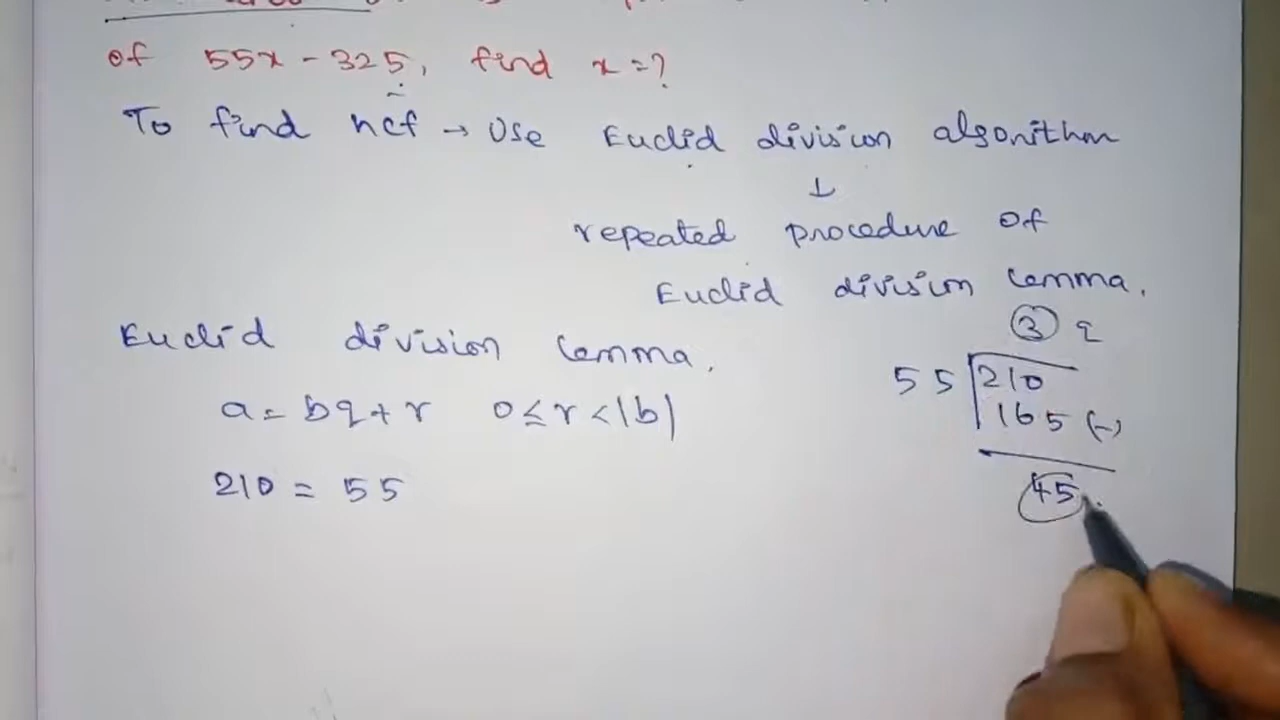 of 55x - 325, find x = ?
To find hcf → Use Euclid division algorithm
↓
repeated procedure of
Euclid division lemma.
Euclid division lemma.
a = bq + r 0 ≤ r < |b|
210 = 55
3 q
55 210
165 (-)
45